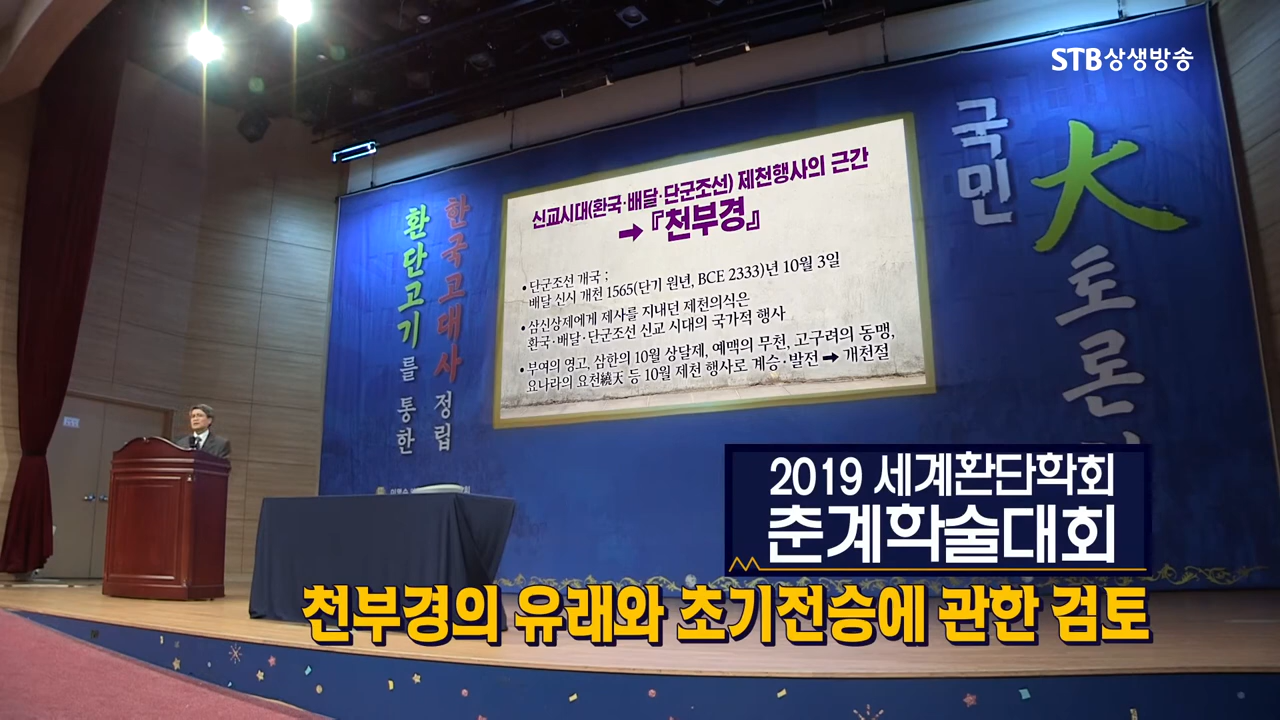 STB상생방송
국민
大
토론
한국고대사 정립
환단고기를 통한
신교시대(환국·배달·단군조선) 제천행사의 근간
➡『천부경』
• 단군조선 개국 ;
배달 신시 개천 1565(단기 원년, BCE 2333)년 10월 3일
• 삼신상제에게 제사를 지내던 제천의식은
환국·배달·단군조선 신교 시대의 국가적 행사
• 부여의 영고, 삼한의 10월 상달제, 예맥의 무천, 고구려의 동맹,
요나라의 요천繞天 등 10월 제천 행사로 계승·발전 ➡ 개천절
2019 세계환단학회
춘계학술대회
천부경의 유래와 초기전승에 관한 검토